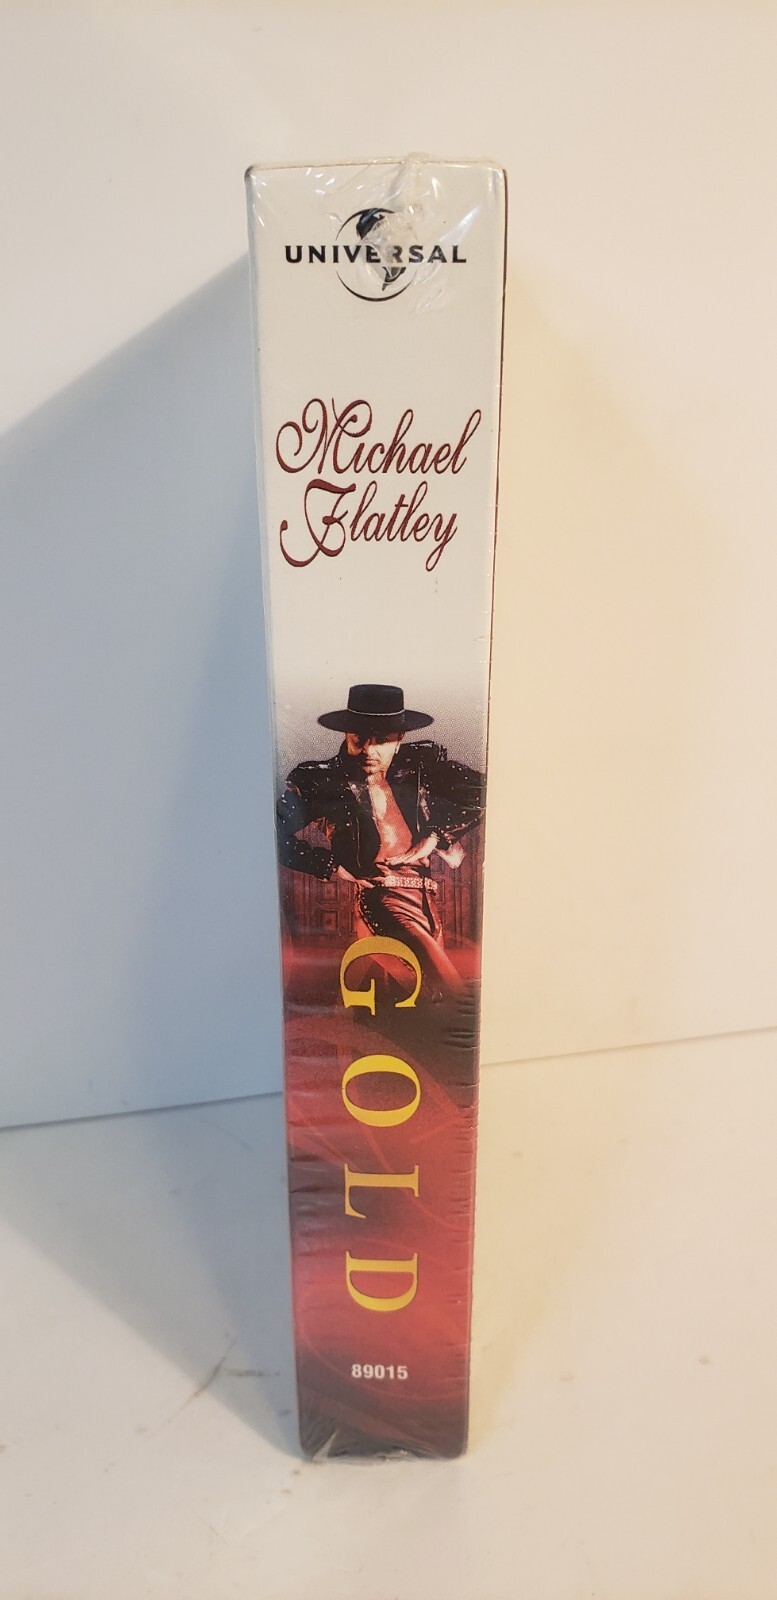 UNIVERSAL
Michael
Flatley
GOLD
89015